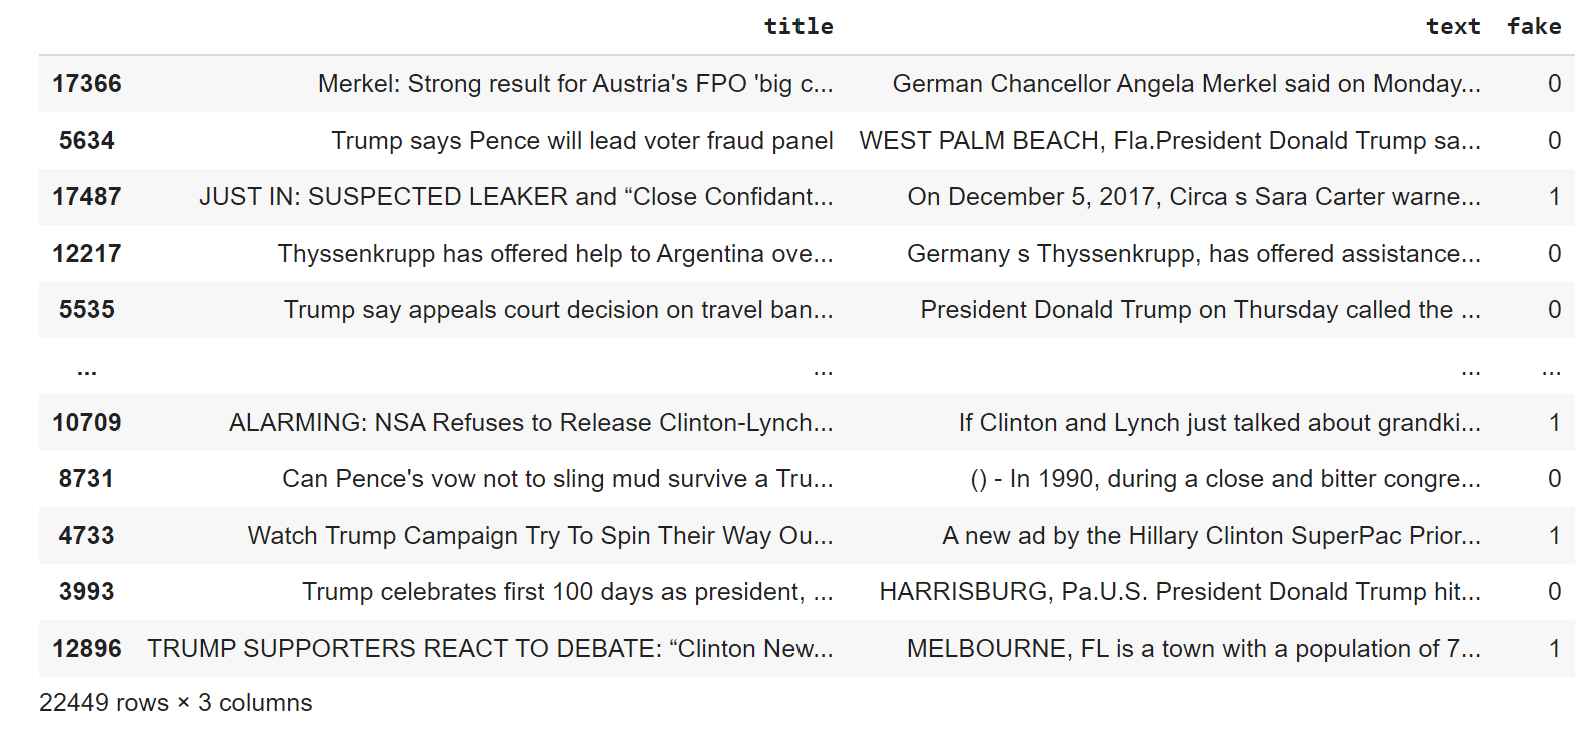 title text fake
17366 Merkel: Strong result for Austria's FPO 'big c... German Chancellor Angela Merkel said on Monday... 0
5634 Trump says Pence will lead voter fraud panel WEST PALM BEACH, Fla.President Donald Trump sa... 0
17487 JUST IN: SUSPECTED LEAKER and “Close Confidant... On December 5, 2017, Circa s Sara Carter warne... 1
12217 Thyssenkrupp has offered help to Argentina ove... Germany s Thyssenkrupp, has offered assistance... 0
5535 Trump say appeals court decision on travel ban... President Donald Trump on Thursday called the ... 0
... ... ... ...
10709 ALARMING: NSA Refuses to Release Clinton-Lynch... If Clinton and Lynch just talked about grandki... 1
8731 Can Pence's vow not to sling mud survive a Tru... () - In 1990, during a close and bitter congre... 0
4733 Watch Trump Campaign Try To Spin Their Way Ou... A new ad by the Hillary Clinton SuperPac Prior... 1
3993 Trump celebrates first 100 days as president, ... HARRISBURG, Pa.U.S. President Donald Trump hit... 0
12896 TRUMP SUPPORTERS REACT TO DEBATE: “Clinton New... MELBOURNE, FL is a town with a population of 7... 1
22449 rows × 3 columns